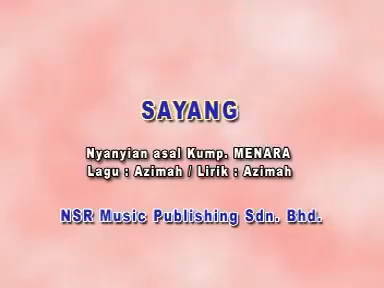 SAYANG
Nyanyian asal Kump. MENARA
Lagu : Azimah / Lirik : Azimah
NSR Music Publishing Sdn. Bhd.